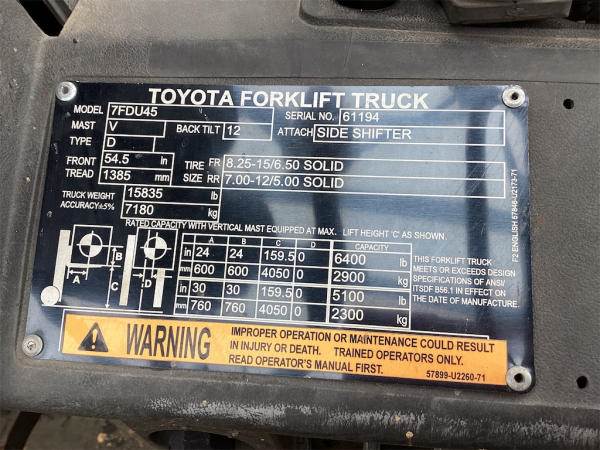 TOYOTA FORKLIFT TRUCK
MODEL 7FDU45 SERIAL NO. 61194
MAST V BACK TILT 12 ATTACH SIDE SHIFTER
TYPE D
FRONT 54.5 in TIRE FR 8.25-15/6.50 SOLID
TREAD 1385 mm SIZE RR 7.00-12/5.00 SOLID
TRUCK WEIGHT 15835 lb
ACCURACY±5% 7180 kg
RATED CAPACITY WITH VERTICAL MAST EQUIPPED AT MAX. LIFT HEIGHT 'C' AS SHOWN.
A B C D CAPACITY
in 24 24 159.5 0 6400 lb
mm 600 600 4050 0 2900 kg
in 30 30 159.5 0 5100 lb
mm 760 760 4050 0 2300 kg
A B C D
THIS FORKLIFT TRUCK
MEETS OR EXCEEDS DESIGN
SPECIFICATIONS OF ANSI/
ITSDF B56.1 IN EFFECT ON
THE DATE OF MANUFACTURE.
F2 ENGLISH 57846-U2173-71
WARNING
IMPROPER OPERATION OR MAINTENANCE COULD RESULT
IN INJURY OR DEATH. TRAINED OPERATORS ONLY.
READ OPERATOR'S MANUAL FIRST.
57899-U2260-71